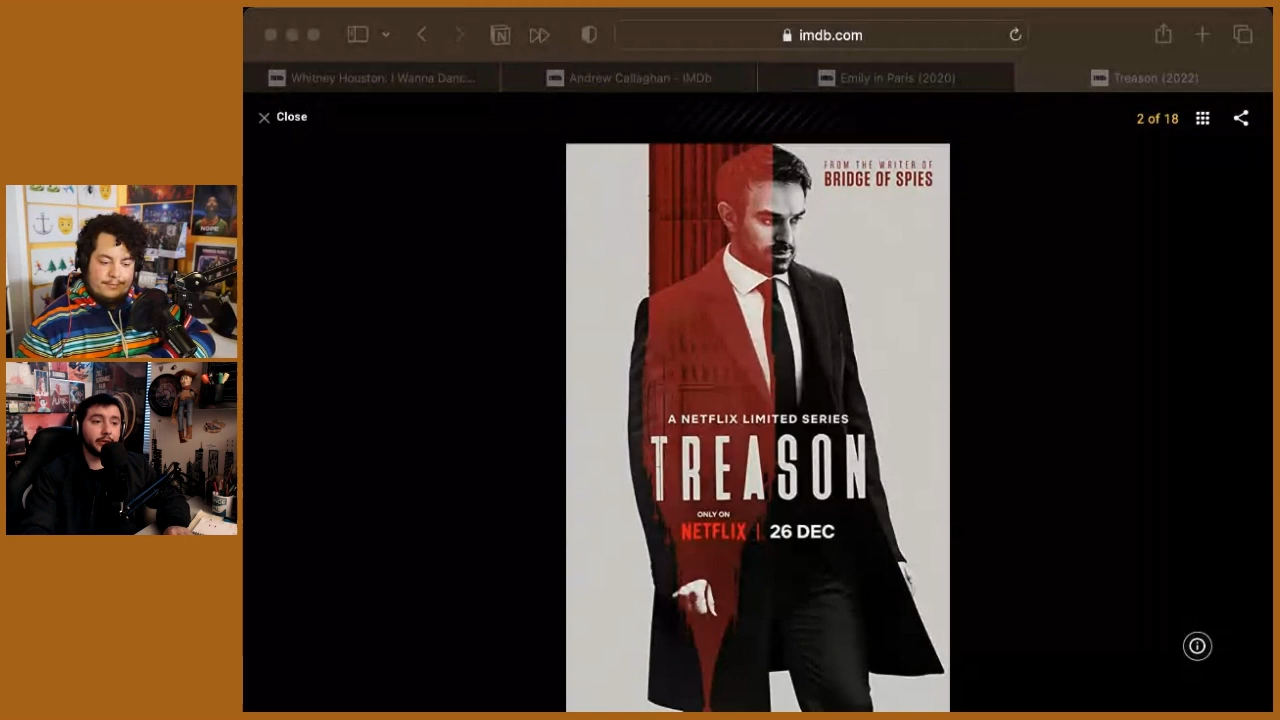 imdb.com
Whitney Houston: I Wanna Danc...
Andrew Callaghan - IMDb
Emily in Paris (2020)
Treason (2022)
Close
2 of 18
FROM THE WRITER OF
BRIDGE OF SPIES
A NETFLIX LIMITED SERIES
TREASON
ONLY ON
NETFLIX | 26 DEC
NOPE